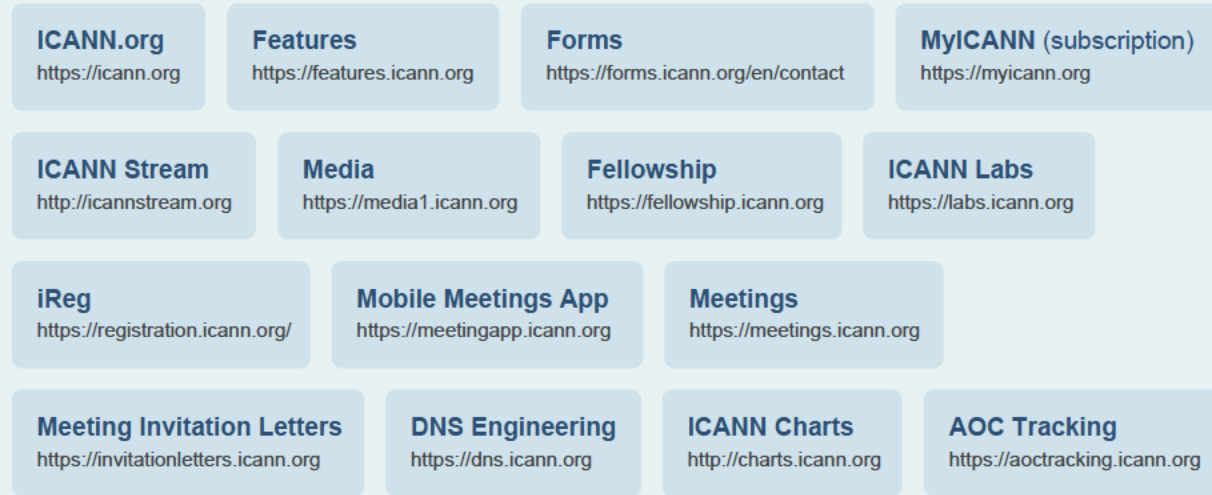 ICANN.org
https://icann.org
Features
https://features.icann.org
Forms
https://forms.icann.org/en/contact
MyICANN (subscription)
https://myicann.org
ICANN Stream
http://icannstream.org
Media
https://media1.icann.org
Fellowship
https://fellowship.icann.org
ICANN Labs
https://labs.icann.org
iReg
https://registration.icann.org/
Mobile Meetings App
https://meetingapp.icann.org
Meetings
https://meetings.icann.org
Meeting Invitation Letters
https://invitationletters.icann.org
DNS Engineering
https://dns.icann.org
ICANN Charts
http://charts.icann.org
AOC Tracking
https://aoctracking.icann.org